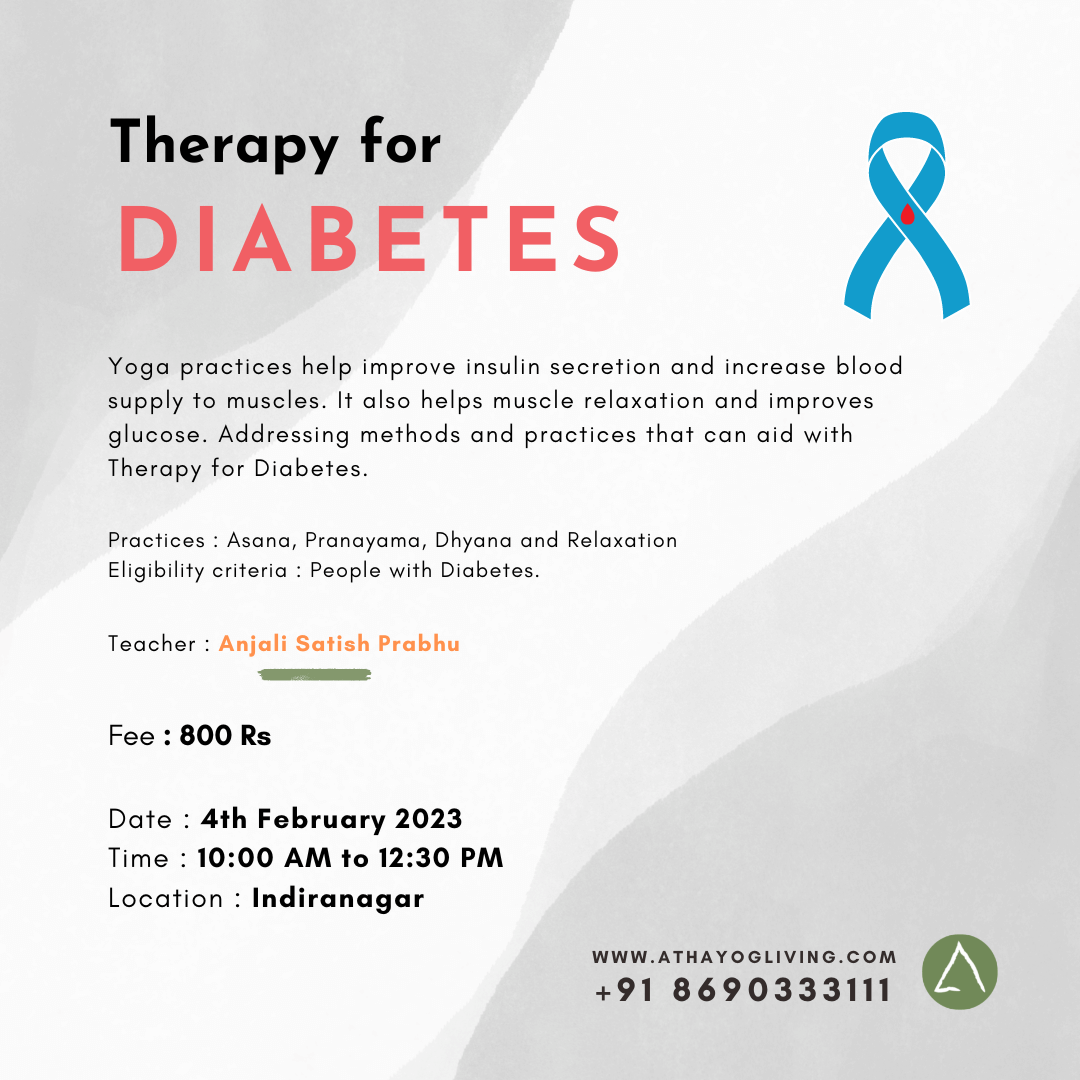 Therapy for
DIABETES
Yoga practices help improve insulin secretion and increase blood
supply to muscles. It also helps muscle relaxation and improves
glucose. Addressing methods and practices that can aid with
Therapy for Diabetes.
Practices : Asana, Pranayama, Dhyana and Relaxation
Eligibility criteria : People with Diabetes.
Teacher : Anjali Satish Prabhu
Fee : 800 Rs
Date : 4th February 2023
Time : 10:00 AM to 12:30 PM
Location : Indiranagar
WWW.ATHAYOGLIVING.COM
+91 8690333111